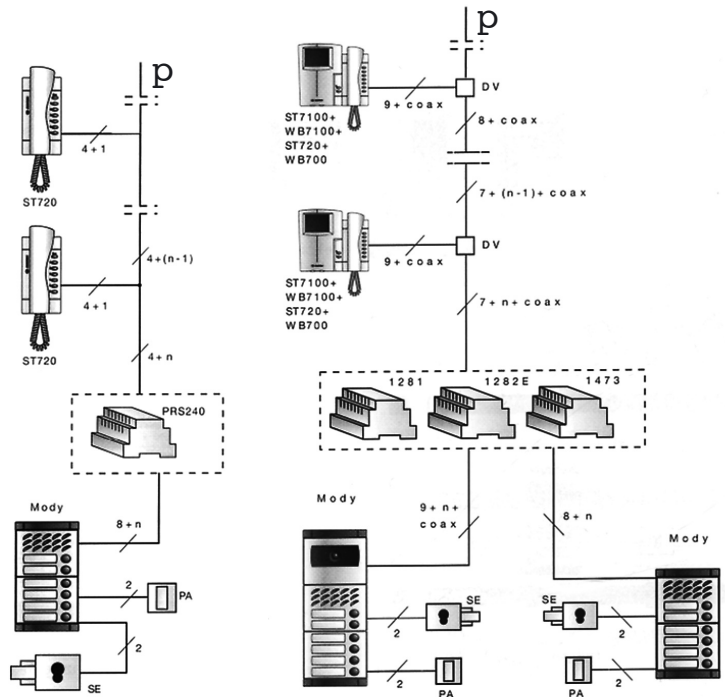 p
4+1
ST720
4+(n-1)
4+1
ST720
4+n
PRS240
Mody
8+n
2
PA
2
SE
p
DV
9+ coax
8+ coax
ST7100+
WB7100+
ST720+
WB700
7+(n-1)+ coax
DV
9+ coax
ST7100+
WB7100+
ST720+
WB700
7+n+coax
1281
1282E
1473
Mody
9+n+
coax
8+n
Mody
SE
2
SE
2
2
PA
PA
2